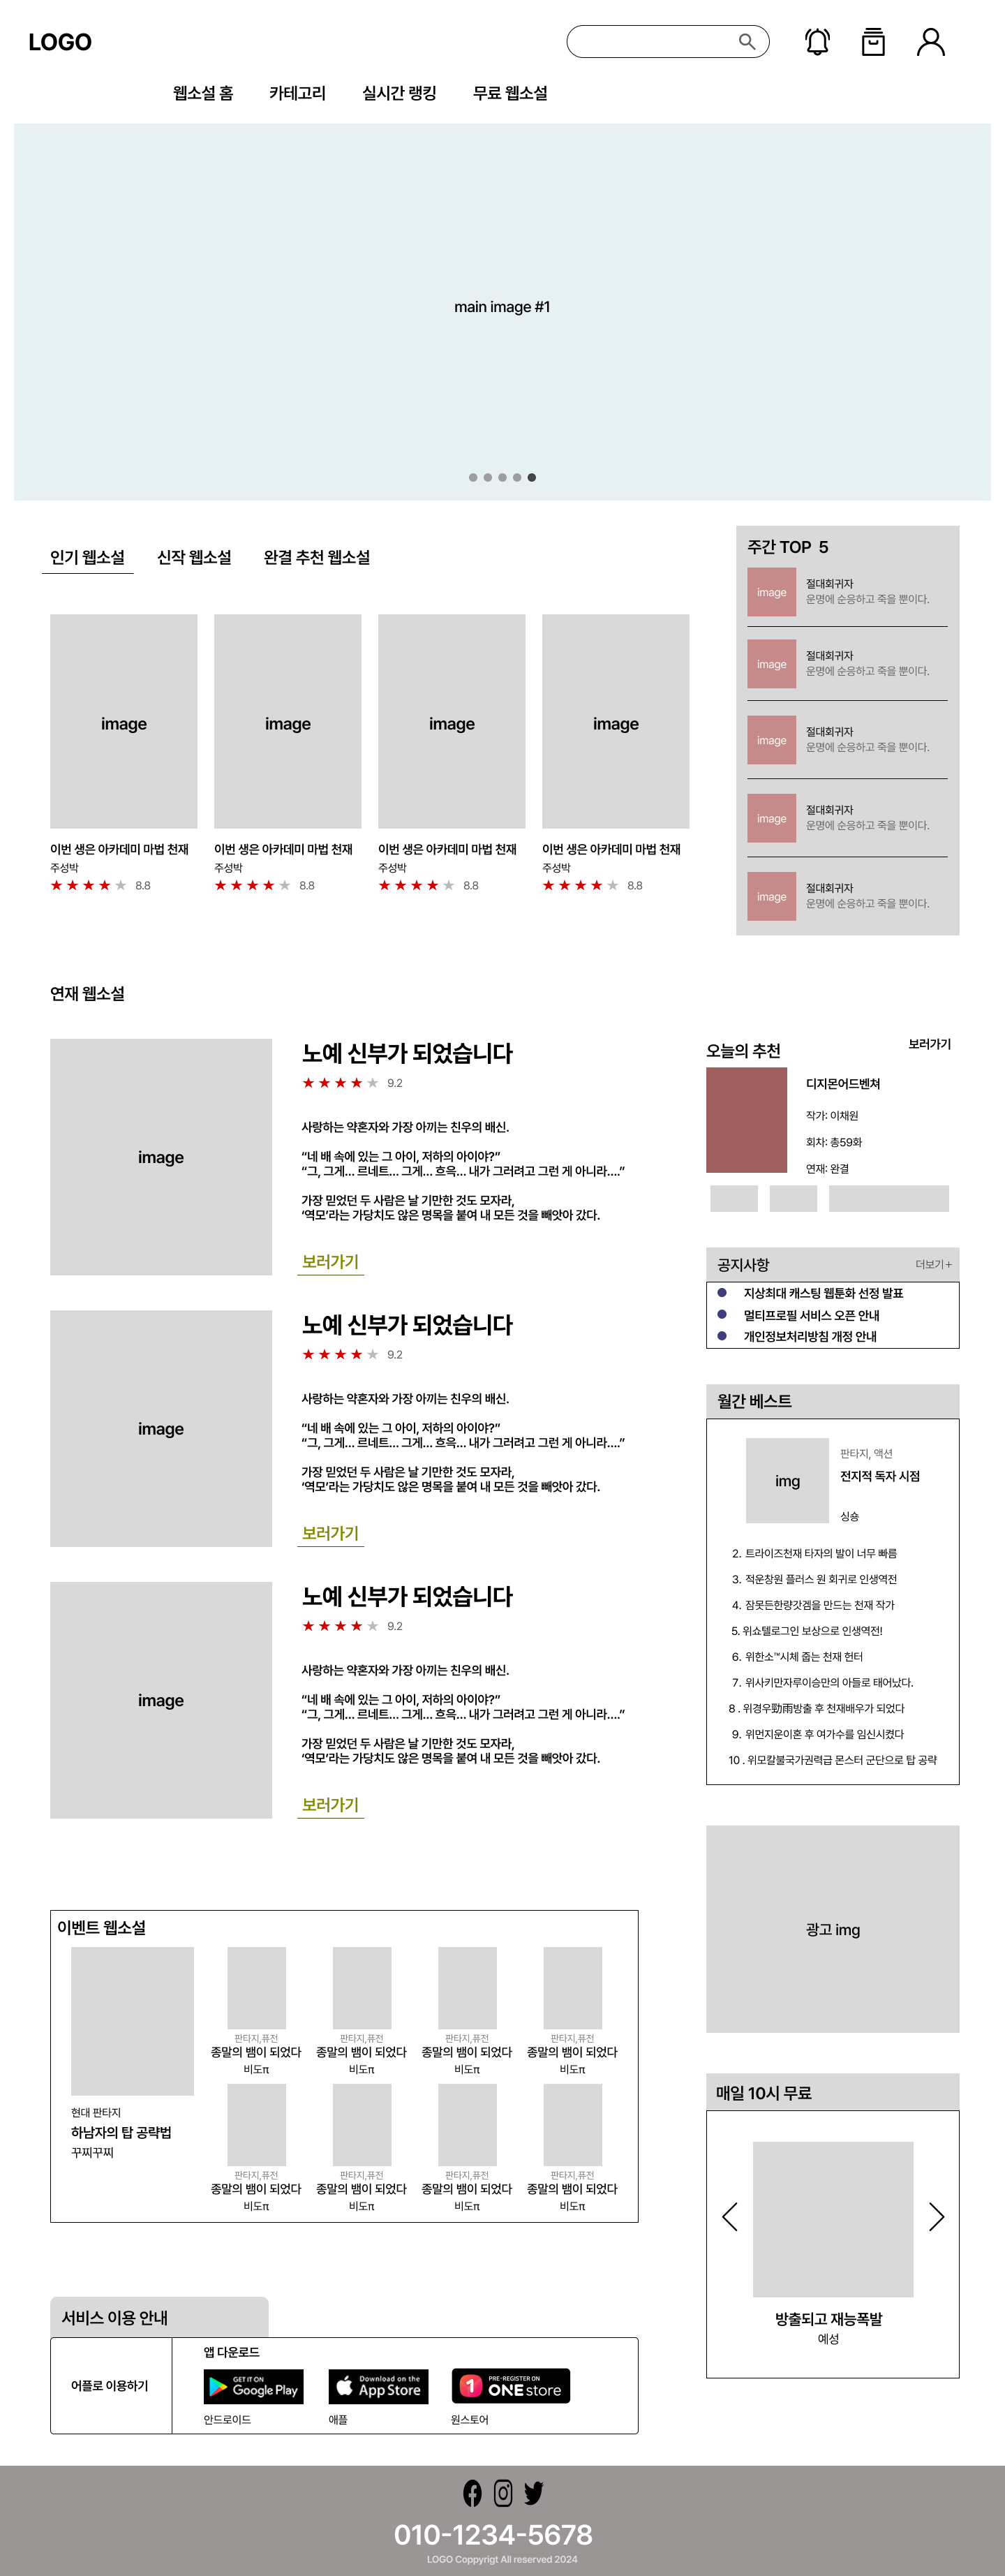 LOGO
웹소설 홈 카테고리 실시간 랭킹 무료 웹소설
main image #1
인기 웹소설 신작 웹소설 완결 추천 웹소설
image
이번 생은 아카데미 마법 천재
주성박
★ ★ ★ ★ ★ 8.8
image
이번 생은 아카데미 마법 천재
주성박
★ ★ ★ ★ ★ 8.8
image
이번 생은 아카데미 마법 천재
주성박
★ ★ ★ ★ ★ 8.8
image
이번 생은 아카데미 마법 천재
주성박
★ ★ ★ ★ ★ 8.8
주간 TOP 5
image
절대회귀자
운명에 순응하고 죽을 뿐이다.
image
절대회귀자
운명에 순응하고 죽을 뿐이다.
image
절대회귀자
운명에 순응하고 죽을 뿐이다.
image
절대회귀자
운명에 순응하고 죽을 뿐이다.
image
절대회귀자
운명에 순응하고 죽을 뿐이다.
연재 웹소설
image
노예 신부가 되었습니다
★ ★ ★ ★ ★ 9.2
사랑하는 약혼자와 가장 아끼는 친우의 배신.
“네 배 속에 있는 그 아이, 저하의 아이야?”
“그, 그게… 르네트… 그게… 흐윽… 내가 그러려고 그런 게 아니라….”
가장 믿었던 두 사람은 날 기만한 것도 모자라,
‘역모’라는 가당치도 않은 명목을 붙여 내 모든 것을 빼앗아 갔다.
보러가기
image
노예 신부가 되었습니다
★ ★ ★ ★ ★ 9.2
사랑하는 약혼자와 가장 아끼는 친우의 배신.
“네 배 속에 있는 그 아이, 저하의 아이야?”
“그, 그게… 르네트… 그게… 흐윽… 내가 그러려고 그런 게 아니라….”
가장 믿었던 두 사람은 날 기만한 것도 모자라,
‘역모’라는 가당치도 않은 명목을 붙여 내 모든 것을 빼앗아 갔다.
보러가기
image
노예 신부가 되었습니다
★ ★ ★ ★ ★ 9.2
사랑하는 약혼자와 가장 아끼는 친우의 배신.
“네 배 속에 있는 그 아이, 저하의 아이야?”
“그, 그게… 르네트… 그게… 흐윽… 내가 그러려고 그런 게 아니라….”
가장 믿었던 두 사람은 날 기만한 것도 모자라,
‘역모’라는 가당치도 않은 명목을 붙여 내 모든 것을 빼앗아 갔다.
보러가기
오늘의 추천 보러가기
디지몬어드벤쳐
작가: 이채원
회차: 총59화
연재: 완결
공지사항 더보기 +
지상최대 캐스팅 웹툰화 선정 발표
멀티프로필 서비스 오픈 안내
개인정보처리방침 개정 안내
월간 베스트
img
판타지, 액션
전지적 독자 시점
싱숑
2. 트라이즈천재 타자의 발이 너무 빠름
3. 적운창원 플러스 원 회귀로 인생역전
4. 잠못든한량갓겜을 만드는 천재 작가
5. 위쇼텔로그인 보상으로 인생역전!
6. 위한소™시체 줍는 천재 헌터
7. 위사키만자루이승만의 아들로 태어났다.
8 . 위경우勁雨방출 후 천재배우가 되었다
9. 위먼지운이혼 후 여가수를 임신시켰다
10 . 위모칼불국가권력급 몬스터 군단으로 탑 공략
광고 img
이벤트 웹소설
현대 판타지
하남자의 탑 공략법
꾸찌꾸찌
판타지,퓨전 판타지,퓨전 판타지,퓨전 판타지,퓨전
종말의 뱀이 되었다 종말의 뱀이 되었다 종말의 뱀이 되었다 종말의 뱀이 되었다
비도π 비도π 비도π 비도π
판타지,퓨전 판타지,퓨전 판타지,퓨전 판타지,퓨전
종말의 뱀이 되었다 종말의 뱀이 되었다 종말의 뱀이 되었다 종말의 뱀이 되었다
비도π 비도π 비도π 비도π
매일 10시 무료
방출되고 재능폭발
예성
서비스 이용 안내
어플로 이용하기
앱 다운로드
GET IT ON
Google Play
안드로이드
Download on the
App Store
애플
1
PRE-REGISTER ON
ONE store
원스토어
010-1234-5678
LOGO Coppyrigt All reserved 2024